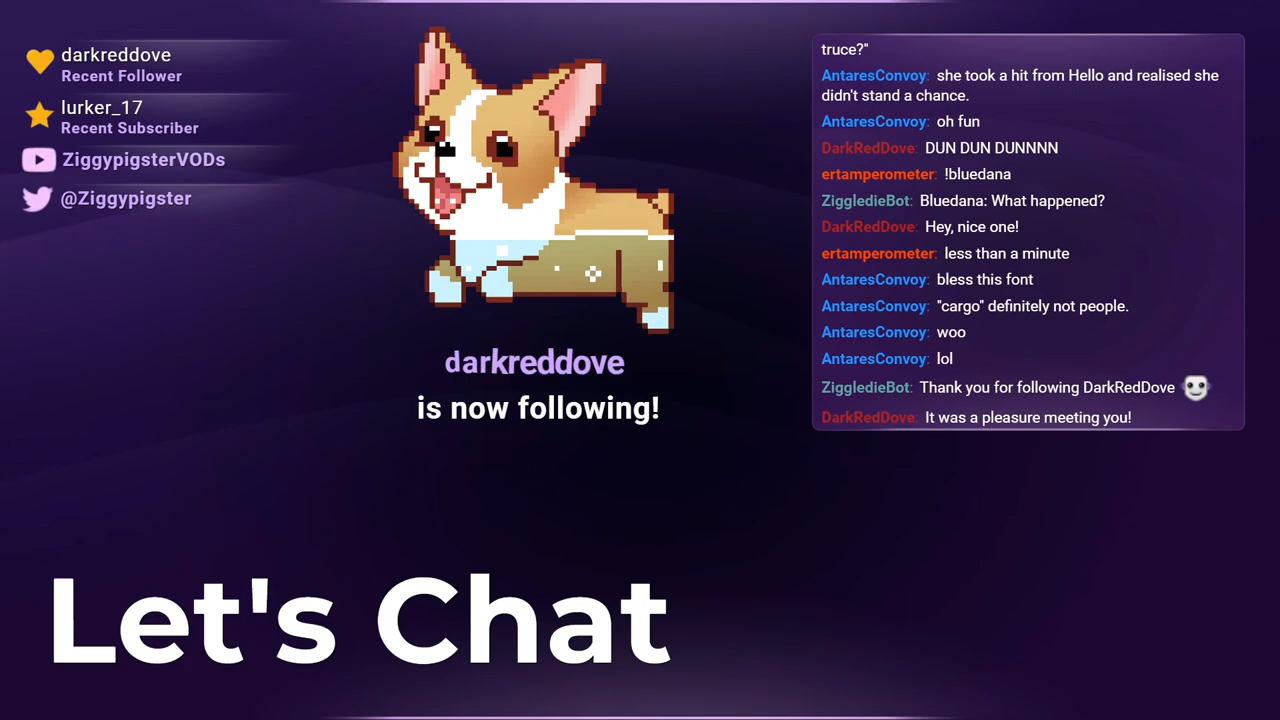 darkreddove
Recent Follower
lurker_17
Recent Subscriber
ZiggypigsterVODs
@Ziggypigster
darkreddove
is now following!
truce?"
AntaresConvoy: she took a hit from Hello and realised she
didn't stand a chance.
AntaresConvoy: oh fun
DarkRedDove: DUN DUN DUNNNN
ertamperometer: !bluedana
ZiggledieBot: Bluedana: What happened?
DarkRedDove: Hey, nice one!
ertamperometer: less than a minute
AntaresConvoy: bless this font
AntaresConvoy: "cargo" definitely not people.
AntaresConvoy: woo
AntaresConvoy: lol
ZiggledieBot: Thank you for following DarkRedDove
DarkRedDove: It was a pleasure meeting you!
Let's Chat